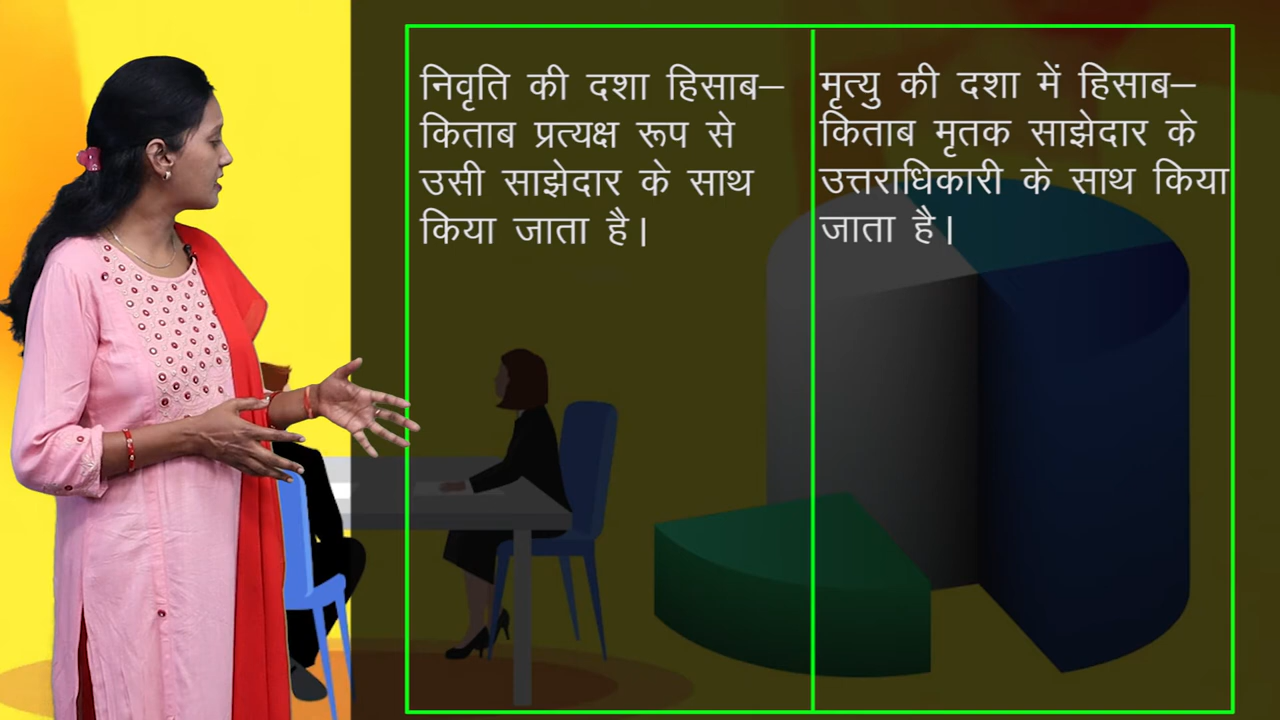 निवृति की दशा हिसाब–
किताब प्रत्यक्ष रूप से
उसी साझेदार के साथ
किया जाता है।
मृत्यु की दशा में हिसाब–
किताब मृतक साझेदार के
उत्तराधिकारी के साथ किया
जाता है।